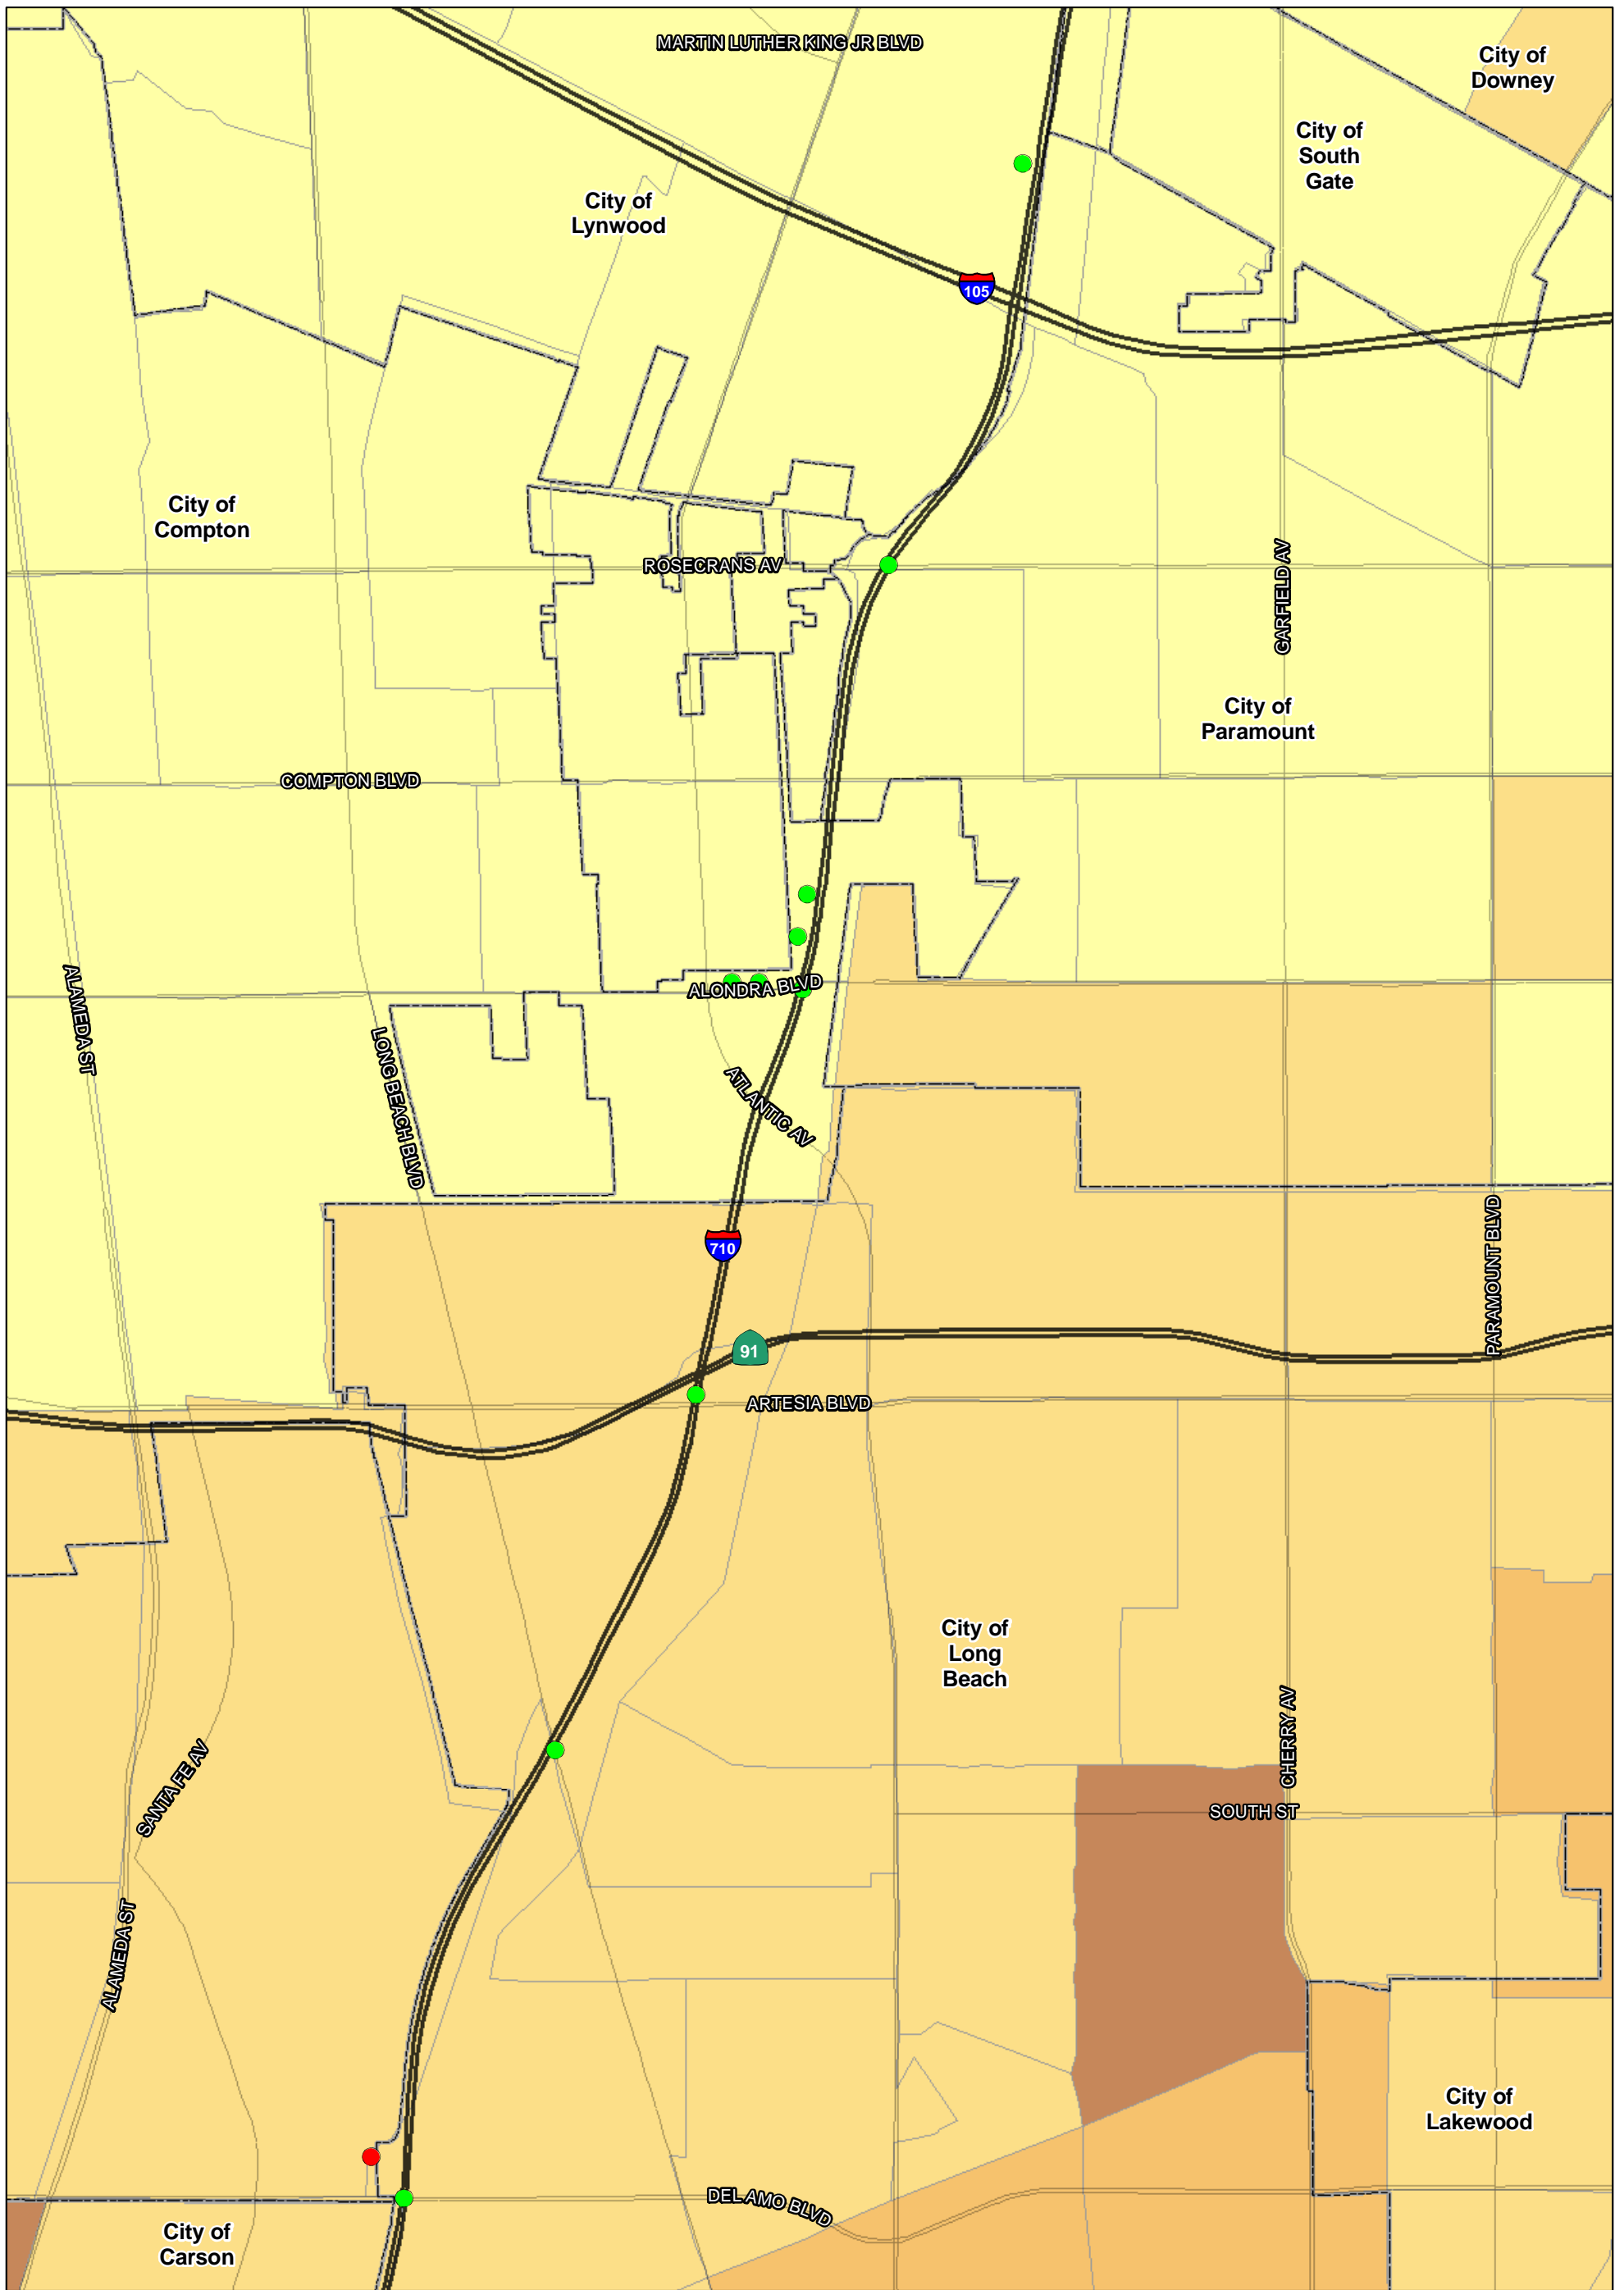 MARTIN LUTHER KING JR BLVD
City of
Downey
City of
South
Gate
City of
Lynwood
105
City of
Compton
ROSECRANS AV
GARFIELD AV
City of
Paramount
COMPTON BLVD
ALAMEDA ST
ALONDRA BLVD
LONG BEACH BLVD
ATLANTIC AV
710
PARAMOUNT BLVD
91
ARTESIA BLVD
City of
Long
Beach
CHERRY AV
SANTA FE AV
SOUTH ST
ALAMEDA ST
City of
Lakewood
DEL AMO BLVD
City of
Carson